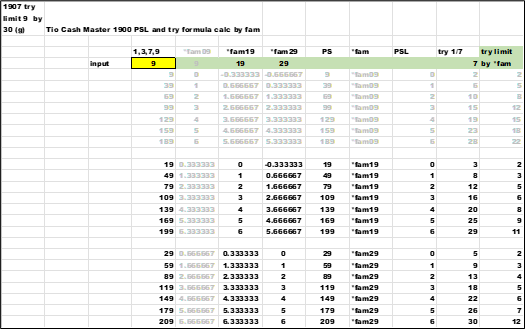 1907 try
limit 9 by
30 (g) Tio Cash Master 1900 PSL and try formula calc by fam
1,3,7,9 *fam09 *fam19 *fam29 PS *fam PSL try 1/7 try limit
input 9 19 29 7 by *fam
9 0 -0.333333 -0.666667 9 *fam09 0 2 2
39 1 0.666667 0.333333 39 *fam09 1 6 5
69 2 1.666667 1.333333 69 *fam09 2 10 8
99 3 2.666667 2.333333 99 *fam09 3 15 12
129 4 3.666667 3.333333 129 *fam09 4 19 15
159 5 4.666667 4.333333 159 *fam09 5 23 18
189 6 5.666667 5.333333 189 *fam09 6 28 22
19 0.333333 0 -0.333333 19 *fam19 0 3 2
49 1.333333 1 0.666667 49 *fam19 1 8 3
79 2.333333 2 1.666667 79 *fam19 2 12 5
109 3.333333 3 2.666667 109 *fam19 3 16 6
139 4.333333 4 3.666667 139 *fam19 4 20 8
169 5.333333 5 4.666667 169 *fam19 5 25 9
199 6.333333 6 5.666667 199 *fam19 6 29 11
29 0.666667 0.333333 0 29 *fam29 0 5 2
59 1.666667 1.333333 1 59 *fam29 1 9 3
89 2.666667 2.333333 2 89 *fam29 2 13 4
119 3.666667 3.333333 3 119 *fam29 3 18 5
149 4.666667 4.333333 4 149 *fam29 4 22 6
179 5.666667 5.333333 5 179 *fam29 5 26 7
209 6.666667 6.333333 6 209 *fam29 6 30 12